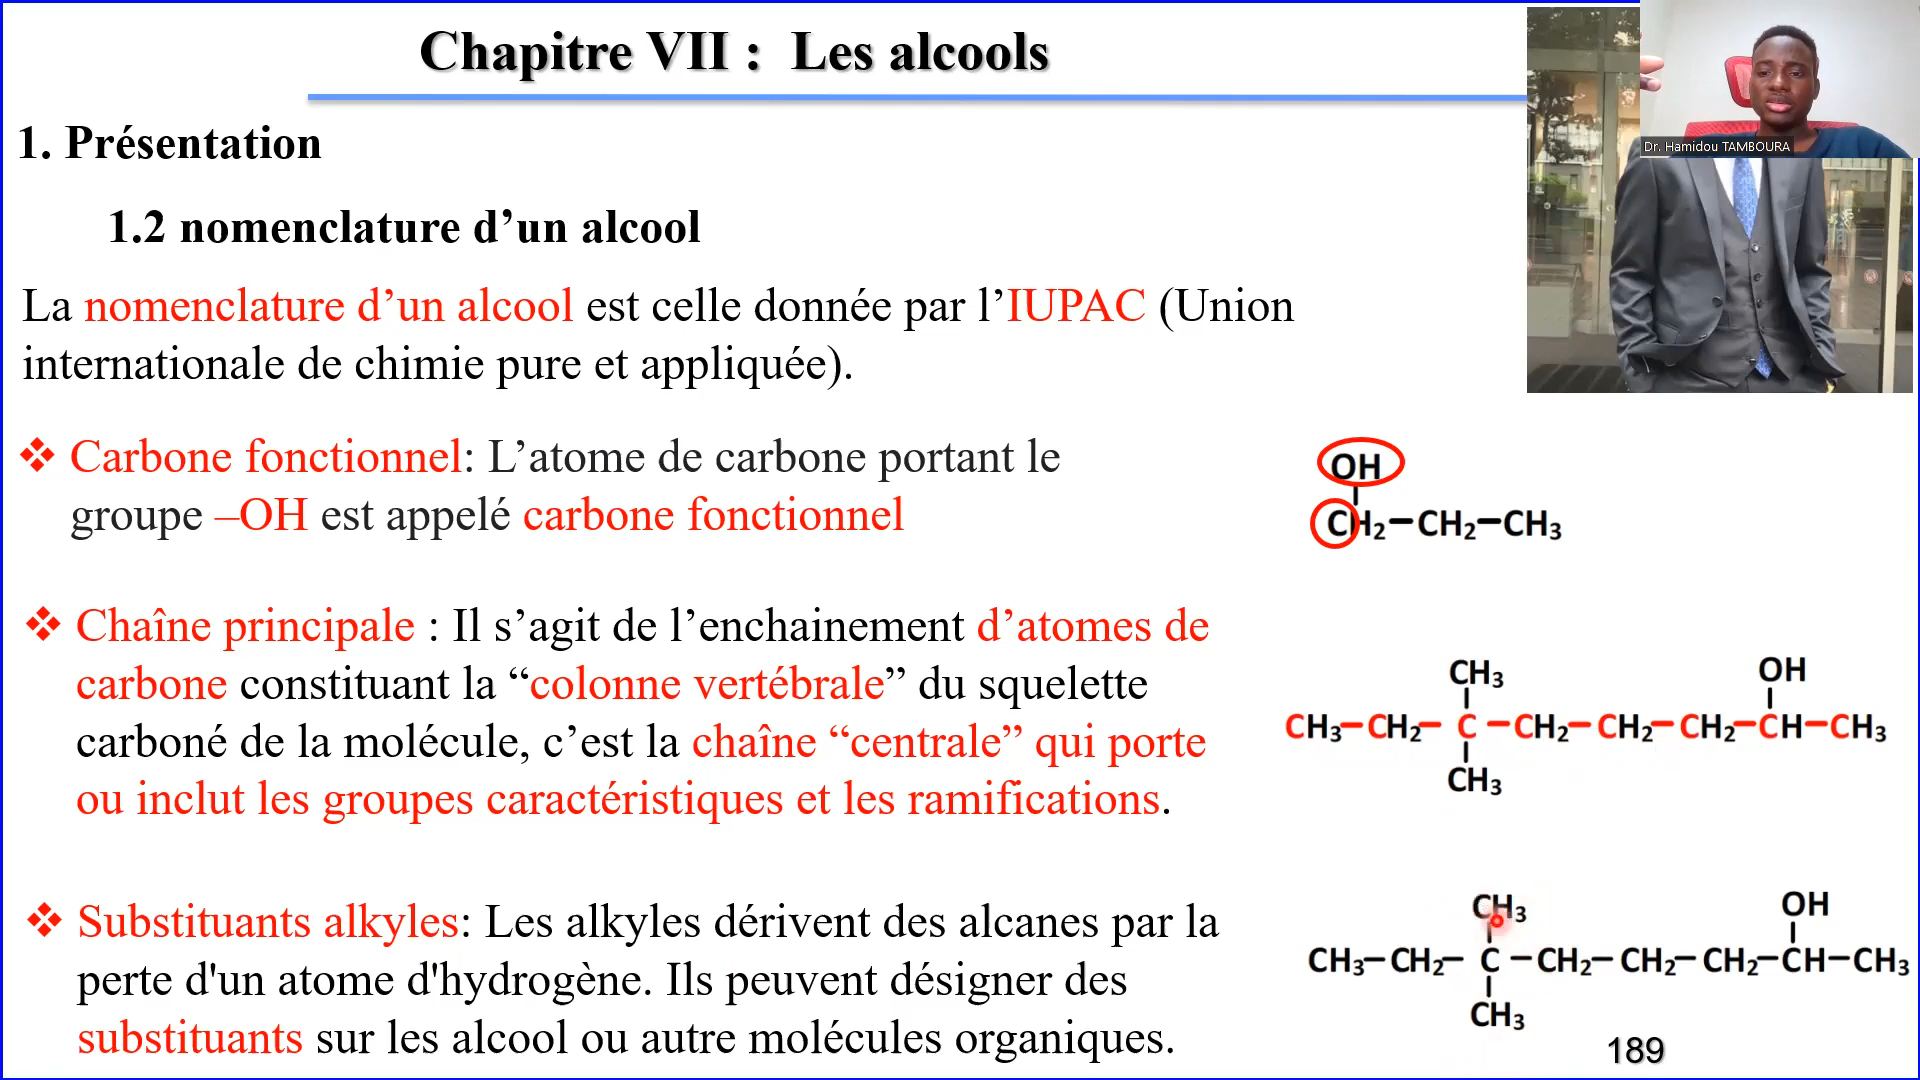 Chapitre VII : Les alcools
Dr. Hamidou TAMBOURA
1. Présentation
1.2 nomenclature d’un alcool
La nomenclature d’un alcool est celle donnée par l’IUPAC (Union
internationale de chimie pure et appliquée).
❖ Carbone fonctionnel: L’atome de carbone portant le
groupe –OH est appelé carbone fonctionnel
OH
CH₂–CH₂–CH₃
❖ Chaîne principale : Il s’agit de l’enchainement d’atomes de
carbone constituant la “colonne vertébrale” du squelette
carboné de la molécule, c’est la chaîne “centrale” qui porte
ou inclut les groupes caractéristiques et les ramifications.
CH₃ OH
CH₃–CH₂–C–CH₂–CH₂–CH₂–CH–CH₃
CH₃
❖ Substituants alkyles: Les alkyles dérivent des alcanes par la
perte d'un atome d'hydrogène. Ils peuvent désigner des
substituants sur les alcool ou autre molécules organiques.
CH₃ OH
CH₃–CH₂–C–CH₂–CH₂–CH₂–CH–CH₃
CH₃
189